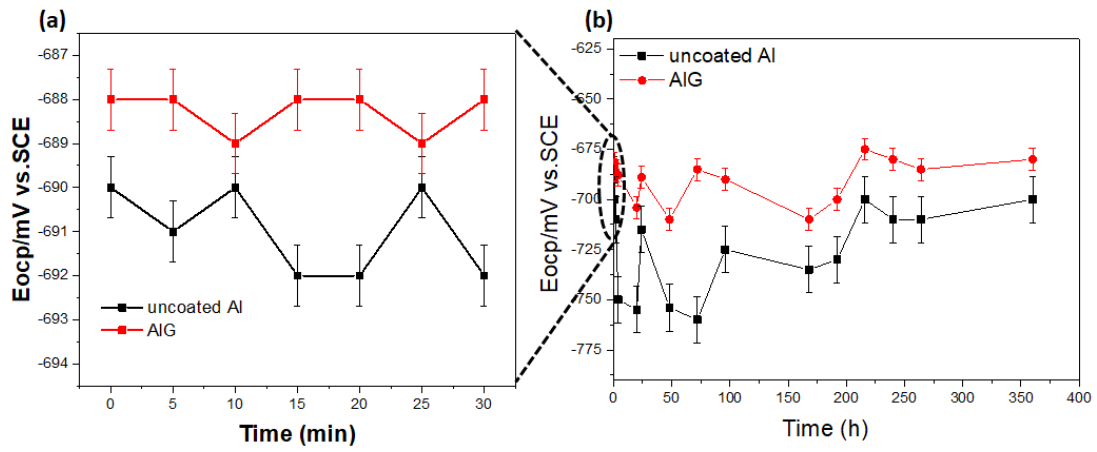 (a)
Eocp/mV vs.SCE
-687
-688
-689
-690
-691
-692
-693
-694
uncoated Al
AlG
0 5 10 15 20 25 30
Time (min)
(b)
Eocp/mV vs.SCE
-625
-650
-675
-700
-725
-750
-775
uncoated Al
AlG
0 50 100 150 200 250 300 350 400
Time (h)